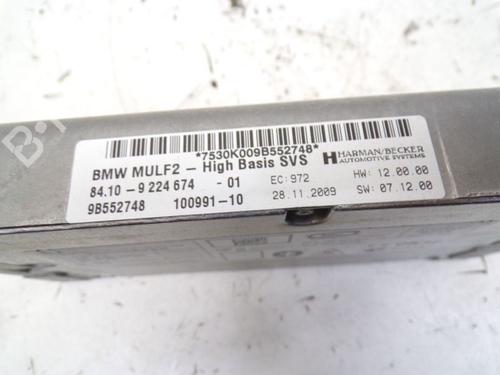 *7530K009B552748*
BMW MULF2 – High Basis SVS
HARMAN/BECKER
AUTOMOTIVE SYSTEMS
84.10 – 9 224 674 – 01 EC: 972 HW: 12.00.00
9B552748 100991–10 28.11.2009 SW: 07.12.00